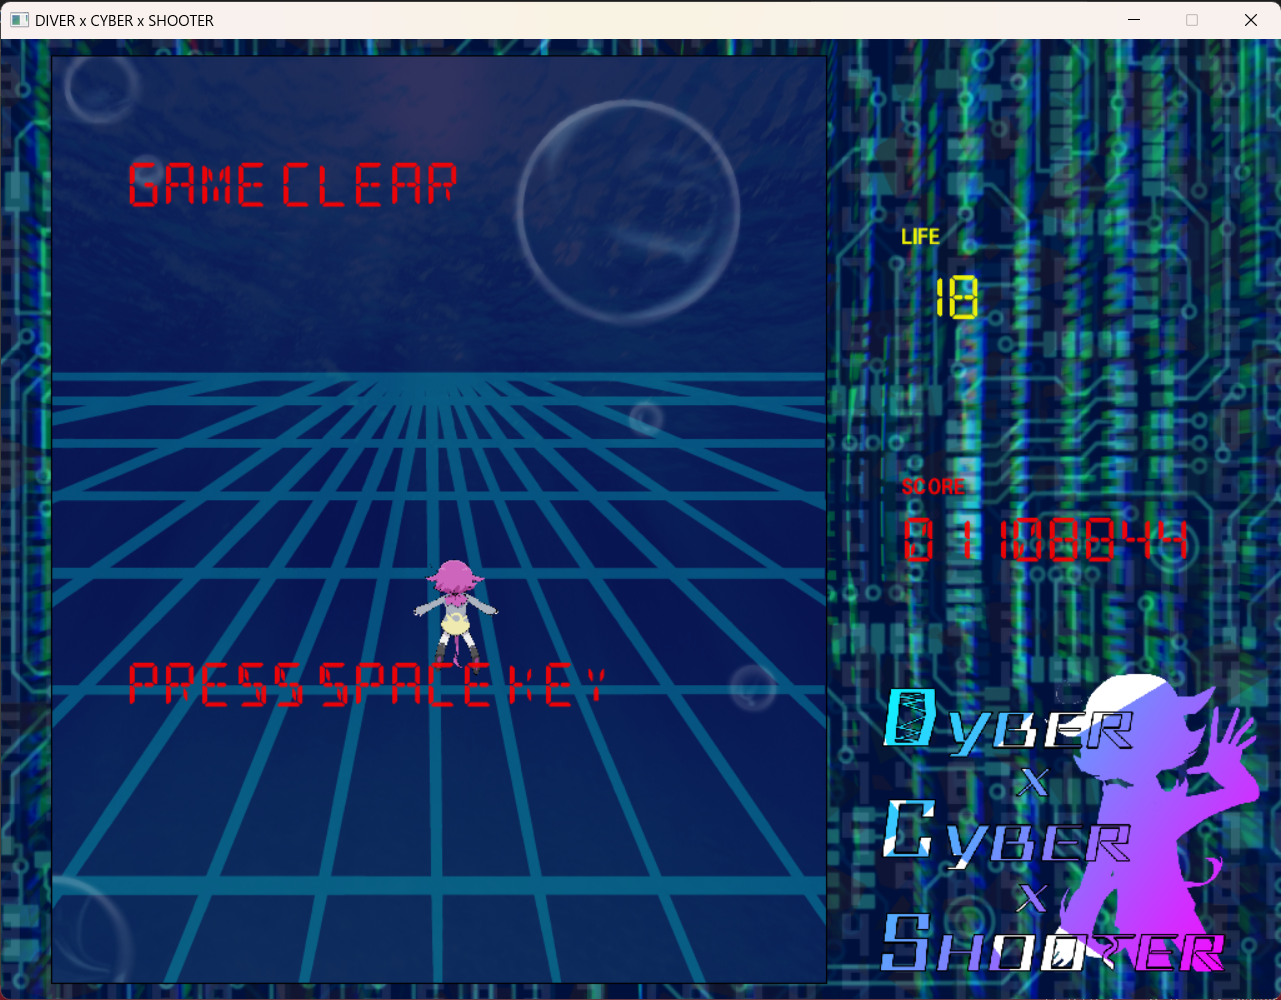 DIVER x CYBER x SHOOTER
GAME CLEAR
PRESS SPACE KEY
LIFE
18
SCORE
01108844
DYBER
x
CYBER
x
SHOOTER